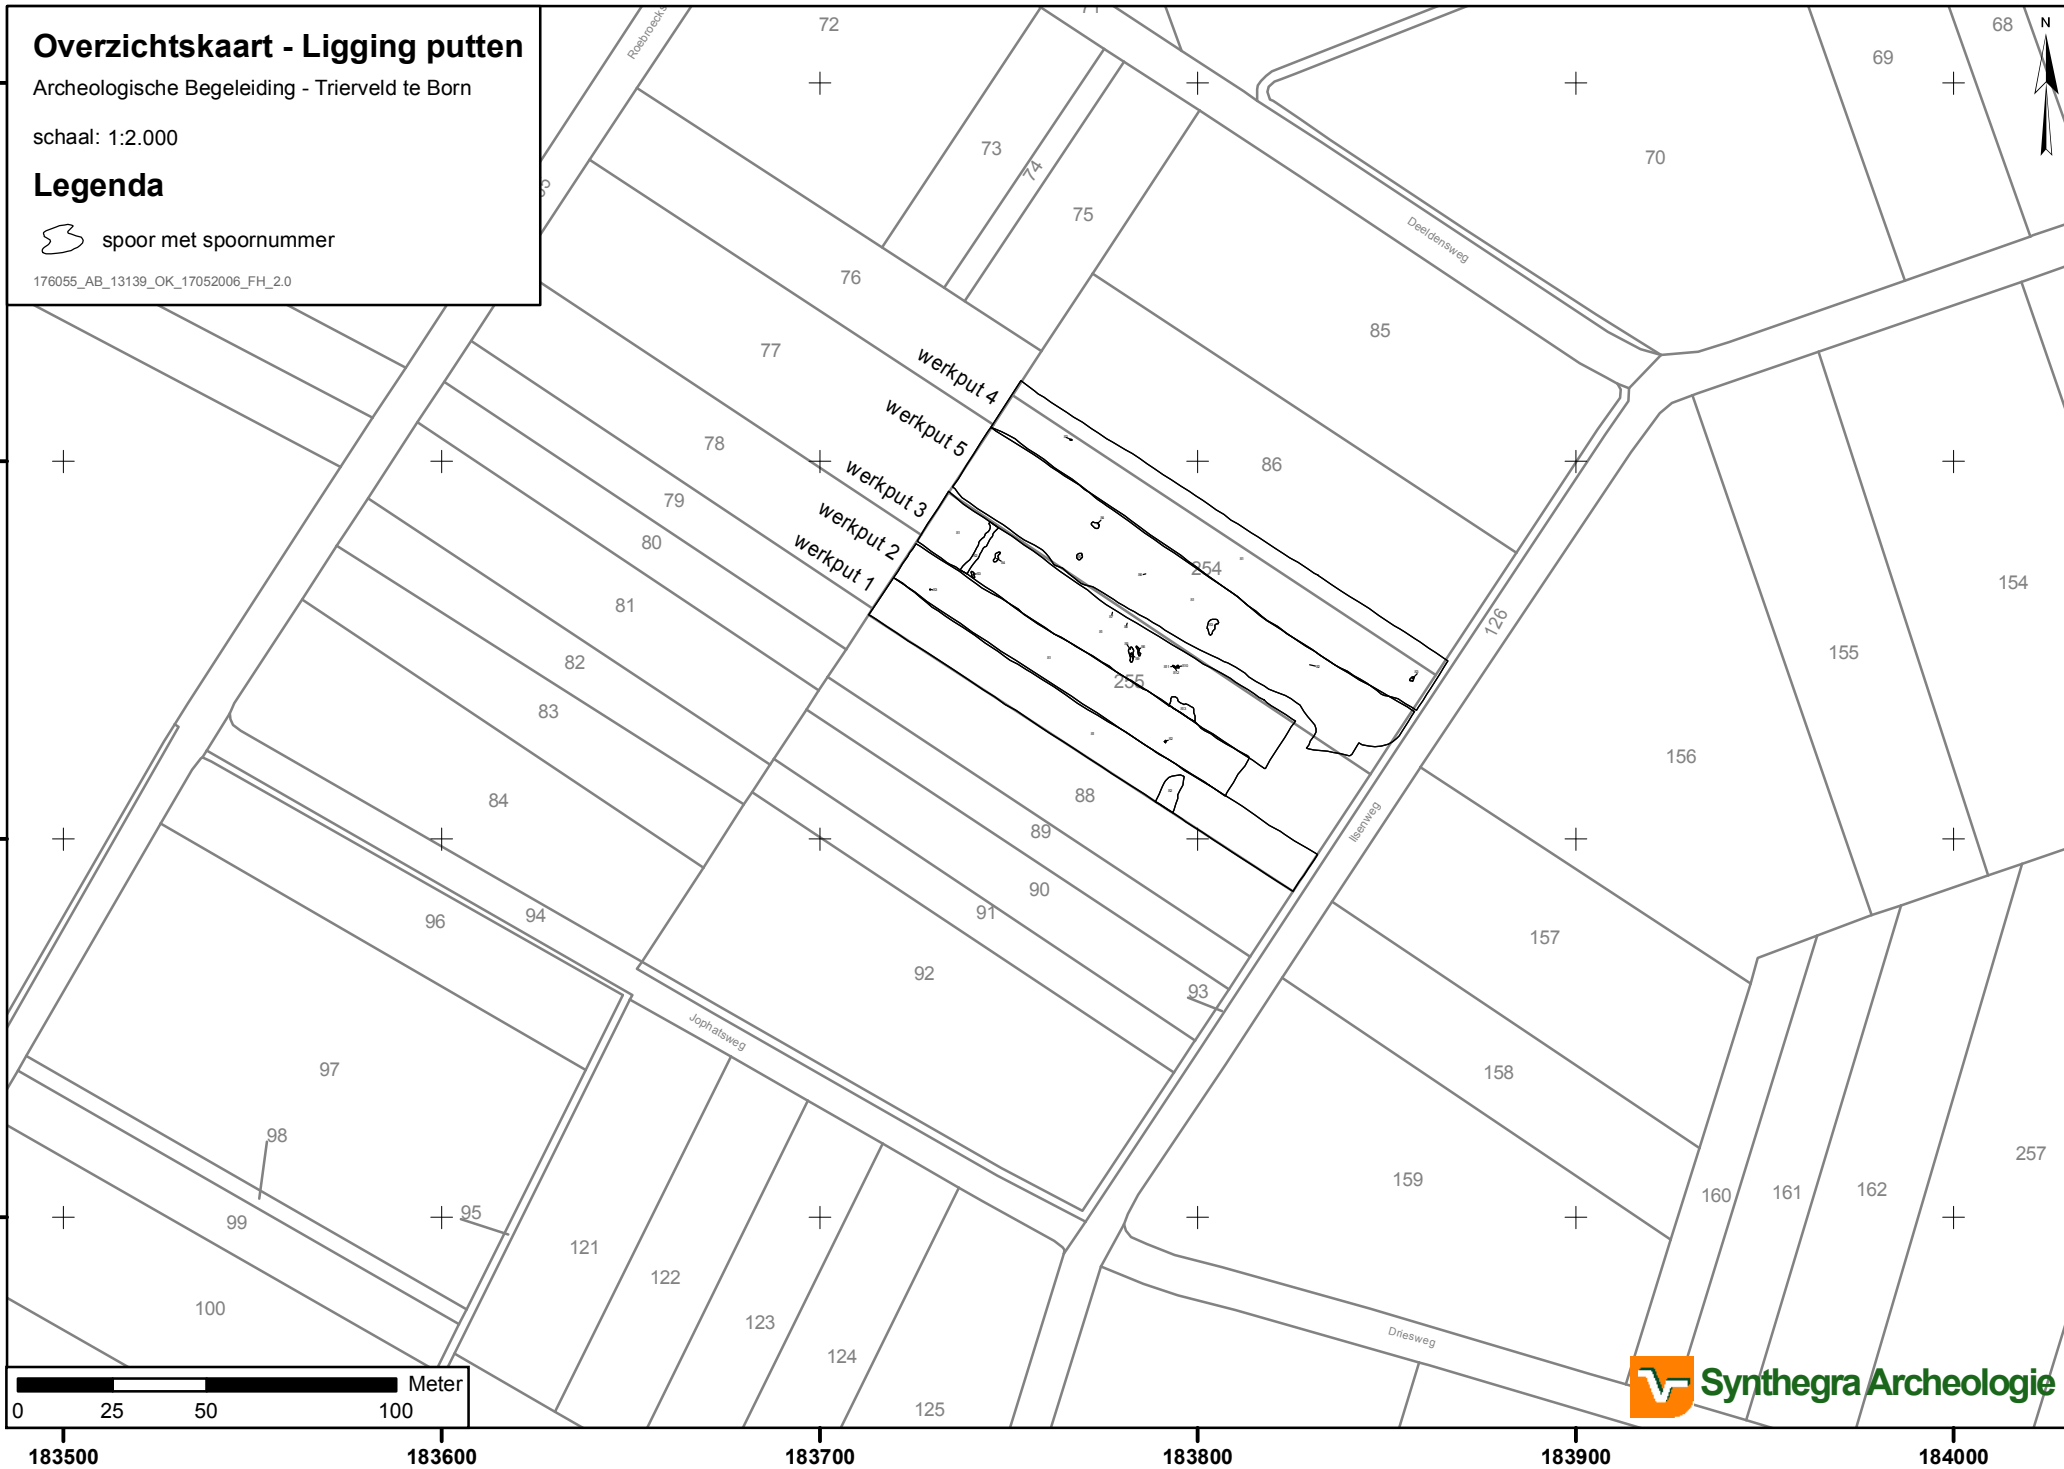 Overzichtskaart - Ligging putten
Archeologische Begeleiding - Trierveld te Born
schaal: 1:2.000
Legenda
spoor met spoornummer
176055_AB_13139_OK_17052006_FH_2.0
N
72
68
69
73
74
70
75
Deeldensweg
76
85
77
werkput 4
werkput 5
78
86
werkput 3
79
werkput 2
80
werkput 1
254
154
81
126
155
82
255
83
156
84
88
Ilsenweg
89
90
91
94
96
157
92
93
Jophatsweg
97
158
98
257
159
160
161
162
95
99
121
122
100
123
Driesweg
124
125
Meter
0 25 50 100
Synthegra Archeologie
183500 183600 183700 183800 183900 184000